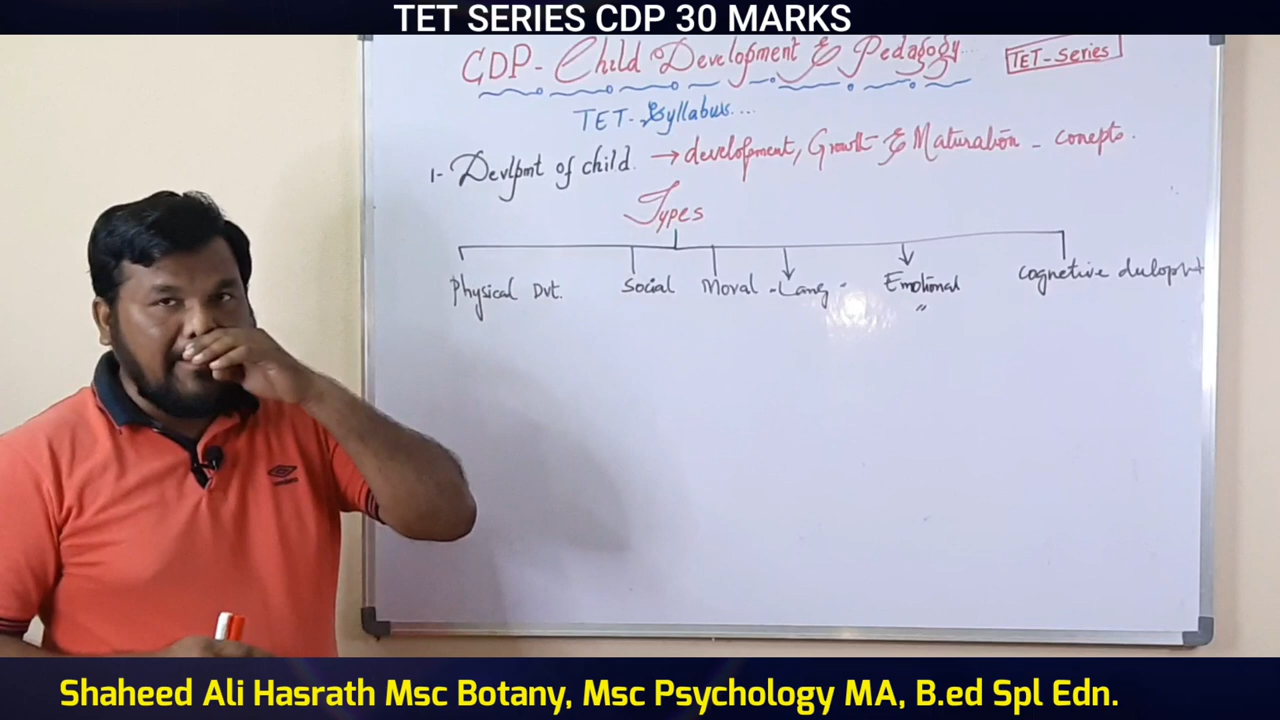 TET SERIES CDP 30 MARKS
CDP - Child Development & Pedagogy....
TET-Series
TET-Syllabus....
1- Devlpmt of child. → development, Growth & Maturation - conepts.
Types
Physical Dvt. Social Moral -Lang- Emotional cognetive
"
Shaheed Ali Hasrath Msc Botany, Msc Psychology MA, B.ed Spl Edn.